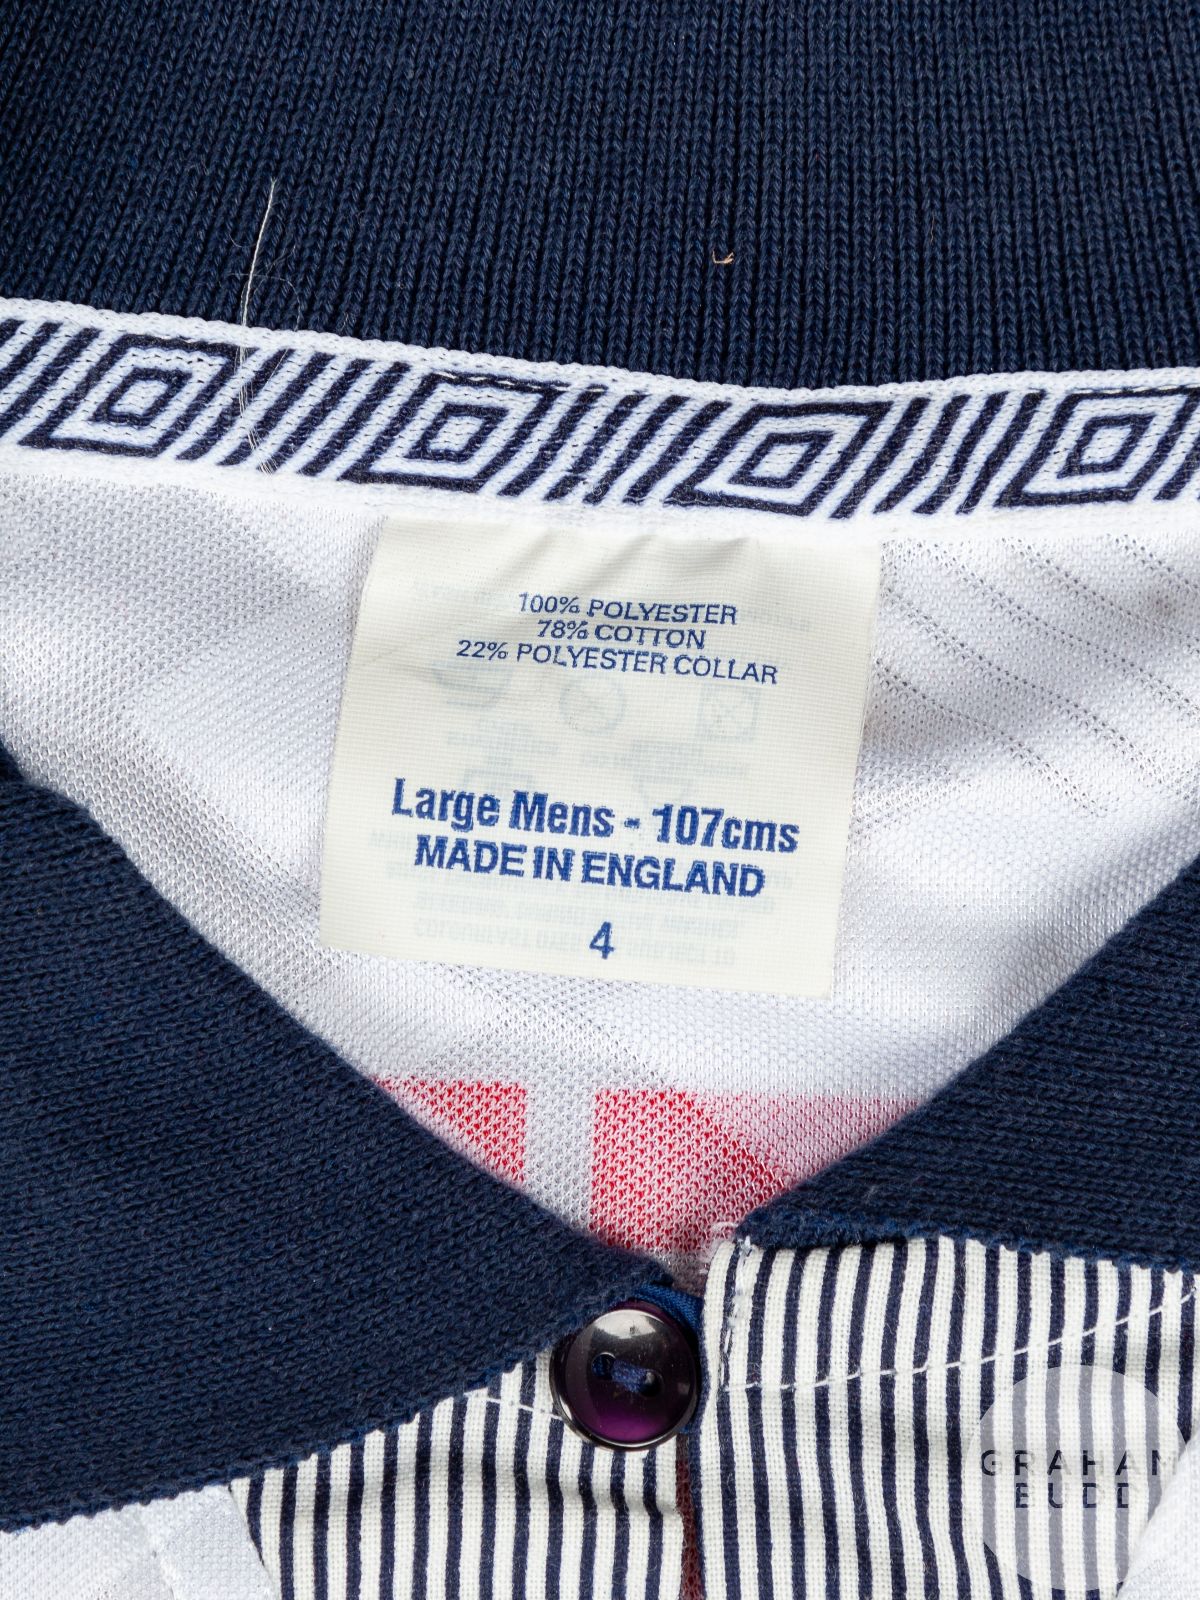 100% POLYESTER
78% COTTON
22% POLYESTER COLLAR
Large Mens - 107cms
MADE IN ENGLAND
4
GRAHAM
BUDD